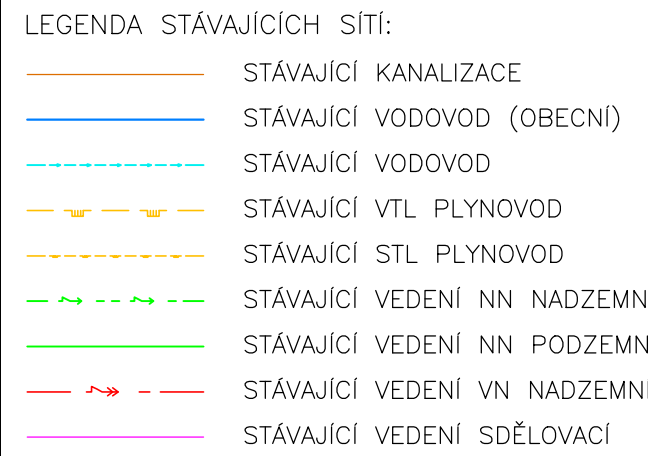 LEGENDA STÁVAJÍCÍCH SÍTÍ:
STÁVAJÍCÍ KANALIZACE
STÁVAJÍCÍ VODOVOD (OBECNÍ)
STÁVAJÍCÍ VODOVOD
STÁVAJÍCÍ VTL PLYNOVOD
STÁVAJÍCÍ STL PLYNOVOD
STÁVAJÍCÍ VEDENÍ NN NADZEMN
STÁVAJÍCÍ VEDENÍ NN PODZEMN
STÁVAJÍCÍ VEDENÍ VN NADZEMNÍ
STÁVAJÍCÍ VEDENÍ SDĚLOVACÍ